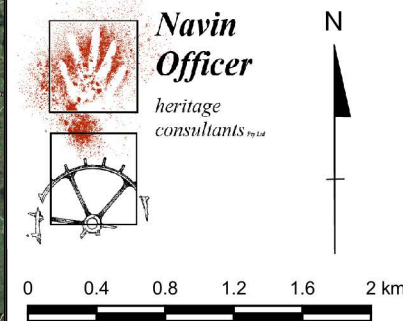 Navin
Officer
heritage
consultants Pty Ltd
N
0 0.4 0.8 1.2 1.6 2 km